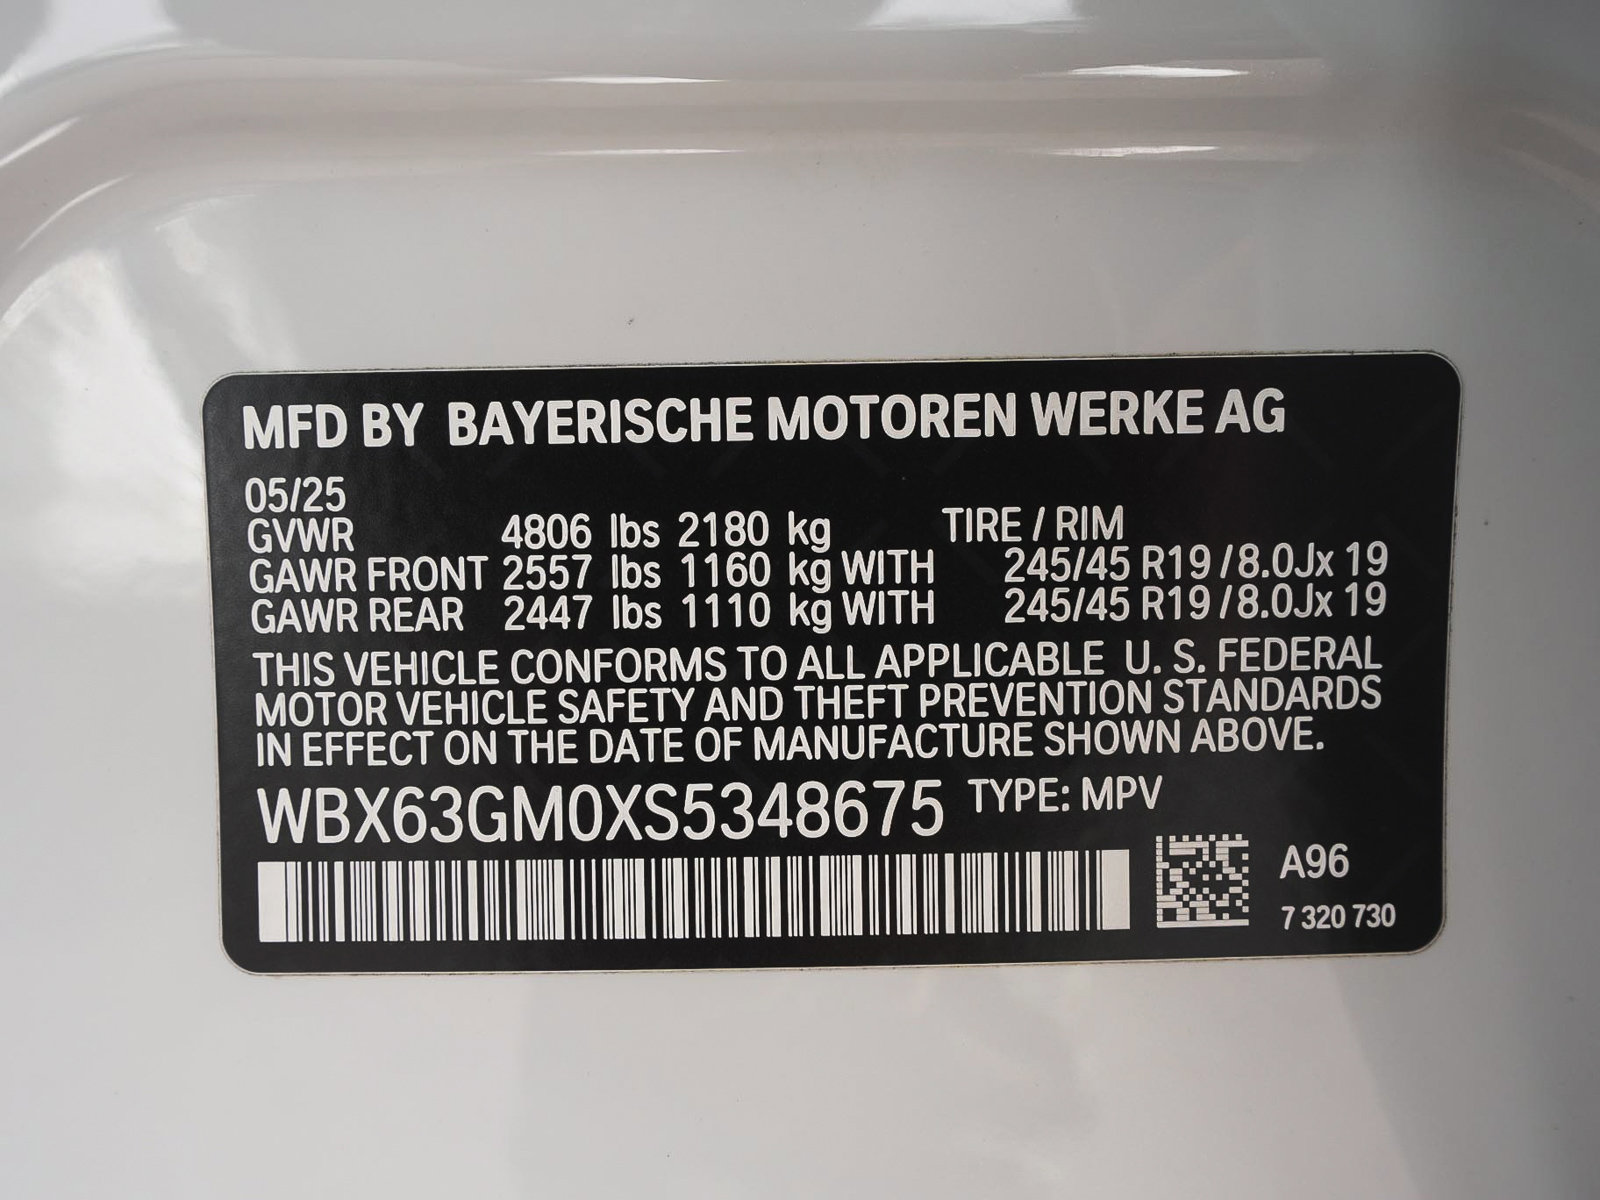 MFD BY BAYERISCHE MOTOREN WERKE AG
05/25
GVWR 4806 lbs 2180 kg TIRE / RIM
GAWR FRONT 2557 lbs 1160 kg WITH 245/45 R19 / 8.0Jx 19
GAWR REAR 2447 lbs 1110 kg WITH 245/45 R19 / 8.0Jx 19
THIS VEHICLE CONFORMS TO ALL APPLICABLE U. S. FEDERAL
MOTOR VEHICLE SAFETY AND THEFT PREVENTION STANDARDS
IN EFFECT ON THE DATE OF MANUFACTURE SHOWN ABOVE.
WBX63GM0XS5348675 TYPE: MPV
A96
7 320 730